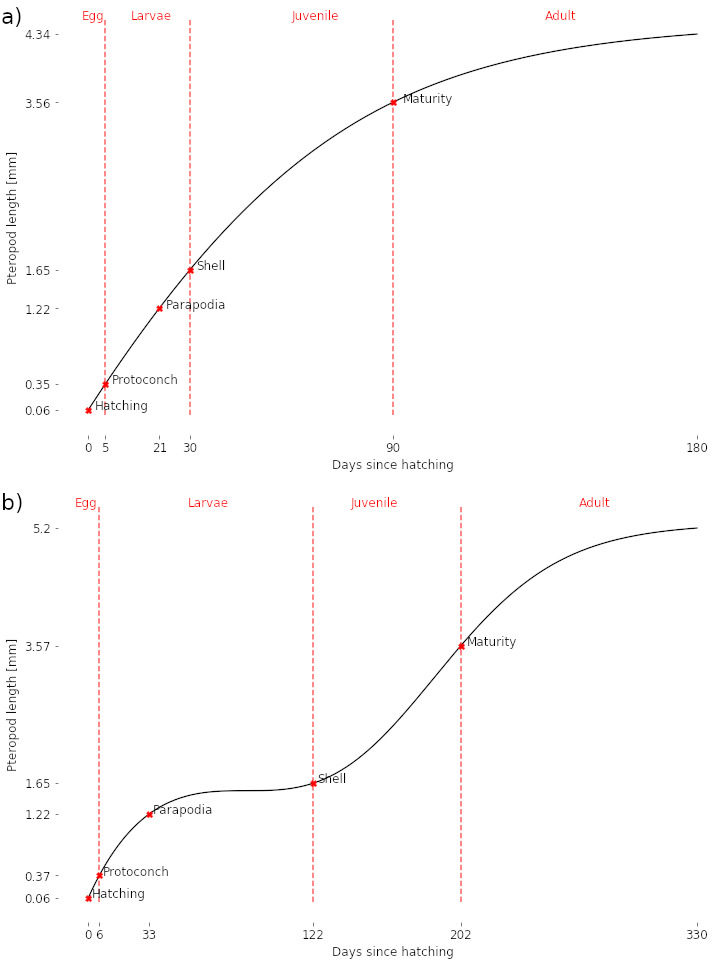 a)
Egg Larvae Juvenile Adult
4.34
3.56
Maturity
1.65
Shell
1.22
Parapodia
0.35
Protoconch
0.06
Hatching
Pteropod length [mm]
0 5 21 30 90 180
Days since hatching
b)
Egg Larvae Juvenile Adult
5.2
3.57
Maturity
1.65
Shell
1.22
Parapodia
0.37
Protoconch
0.06
Hatching
Pteropod length [mm]
0 6 33 122 202 330
Days since hatching